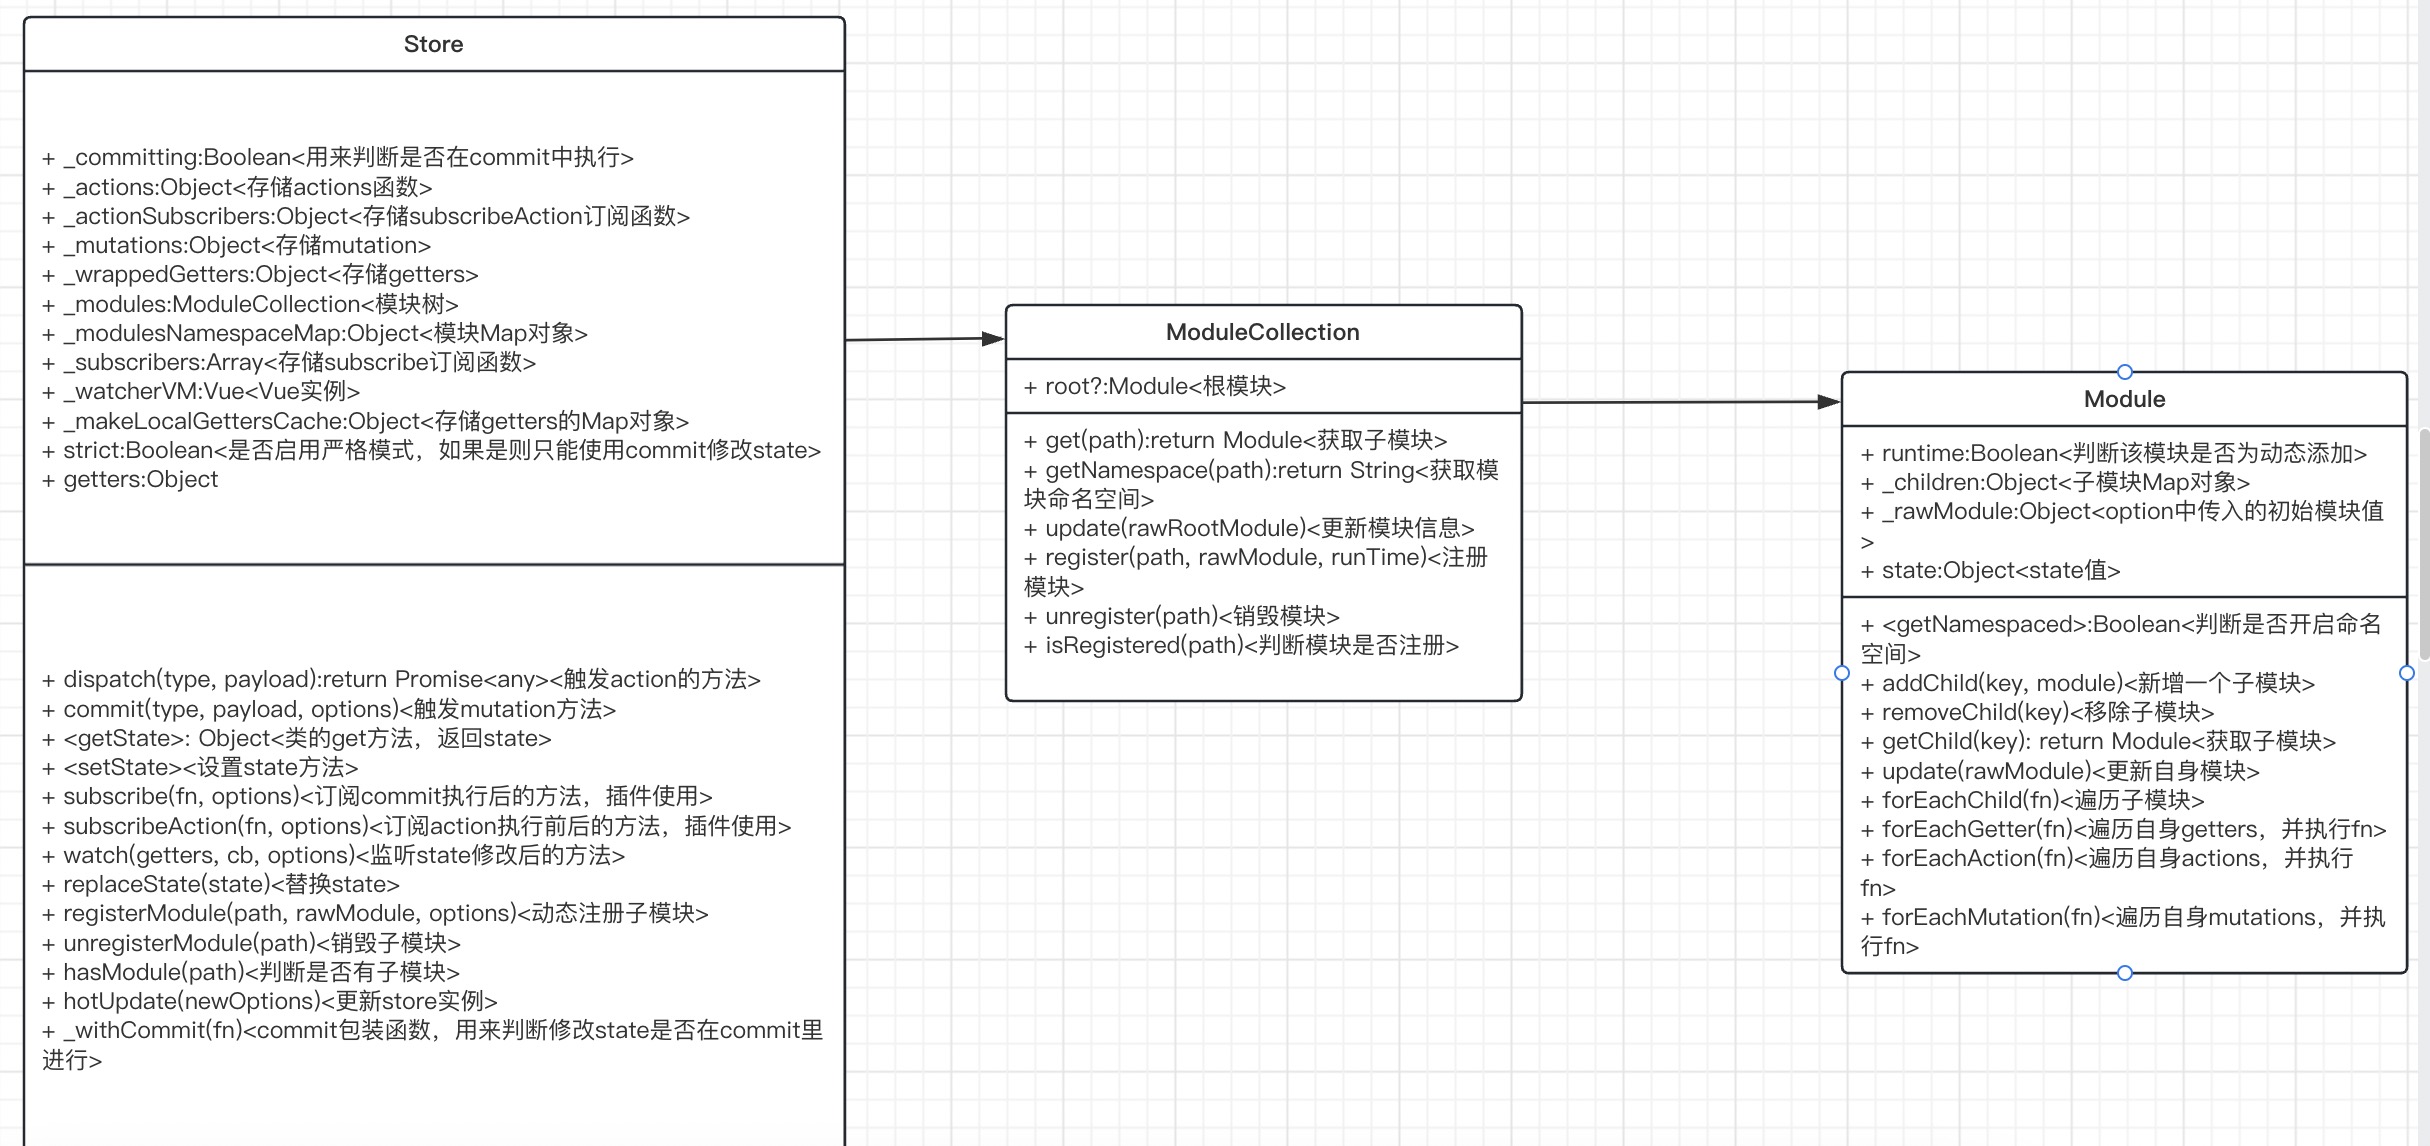 Store
+ _committing:Boolean<用来判断是否在commit中执行>
+ _actions:Object<存储actions函数>
+ _actionSubscribers:Object<存储subscribeAction订阅函数>
+ _mutations:Object<存储mutation>
+ _wrappedGetters:Object<存储getters>
+ _modules:ModuleCollection<模块树>
+ _modulesNamespaceMap:Object<模块Map对象>
+ _subscribers:Array<存储subscribe订阅函数>
+ _watcherVM:Vue<Vue实例>
+ _makeLocalGettersCache:Object<存储getters的Map对象>
+ strict:Boolean<是否启用严格模式，如果是则只能使用commit修改state>
+ getters:Object
+ dispatch(type, payload):return Promise<any><触发action的方法>
+ commit(type, payload, options)<触发mutation方法>
+ <getState>: Object<类的get方法，返回state>
+ <setState><设置state方法>
+ subscribe(fn, options)<订阅commit执行后的方法，插件使用>
+ subscribeAction(fn, options)<订阅action执行前后的方法，插件使用>
+ watch(getters, cb, options)<监听state修改后的方法>
+ replaceState(state)<替换state>
+ registerModule(path, rawModule, options)<动态注册子模块>
+ unregisterModule(path)<销毁子模块>
+ hasModule(path)<判断是否有子模块>
+ hotUpdate(newOptions)<更新store实例>
+ _withCommit(fn)<commit包装函数，用来判断修改state是否在commit里
进行>
ModuleCollection
+ root?:Module<根模块>
+ get(path):return Module<获取子模块>
+ getNamespace(path):return String<获取模
块命名空间>
+ update(rawRootModule)<更新模块信息>
+ register(path, rawModule, runTime)<注册
模块>
+ unregister(path)<销毁模块>
+ isRegistered(path)<判断模块是否注册>
Module
+ runtime:Boolean<判断该模块是否为动态添加>
+ _children:Object<子模块Map对象>
+ _rawModule:Object<option中传入的初始模块值
>
+ state:Object<state值>
+ <getNamespaced>:Boolean<判断是否开启命名
空间>
+ addChild(key, module)<新增一个子模块>
+ removeChild(key)<移除子模块>
+ getChild(key): return Module<获取子模块>
+ update(rawModule)<更新自身模块>
+ forEachChild(fn)<遍历子模块>
+ forEachGetter(fn)<遍历自身getters，并执行fn>
+ forEachAction(fn)<遍历自身actions，并执行
fn>
+ forEachMutation(fn)<遍历自身mutations，并执
行fn>